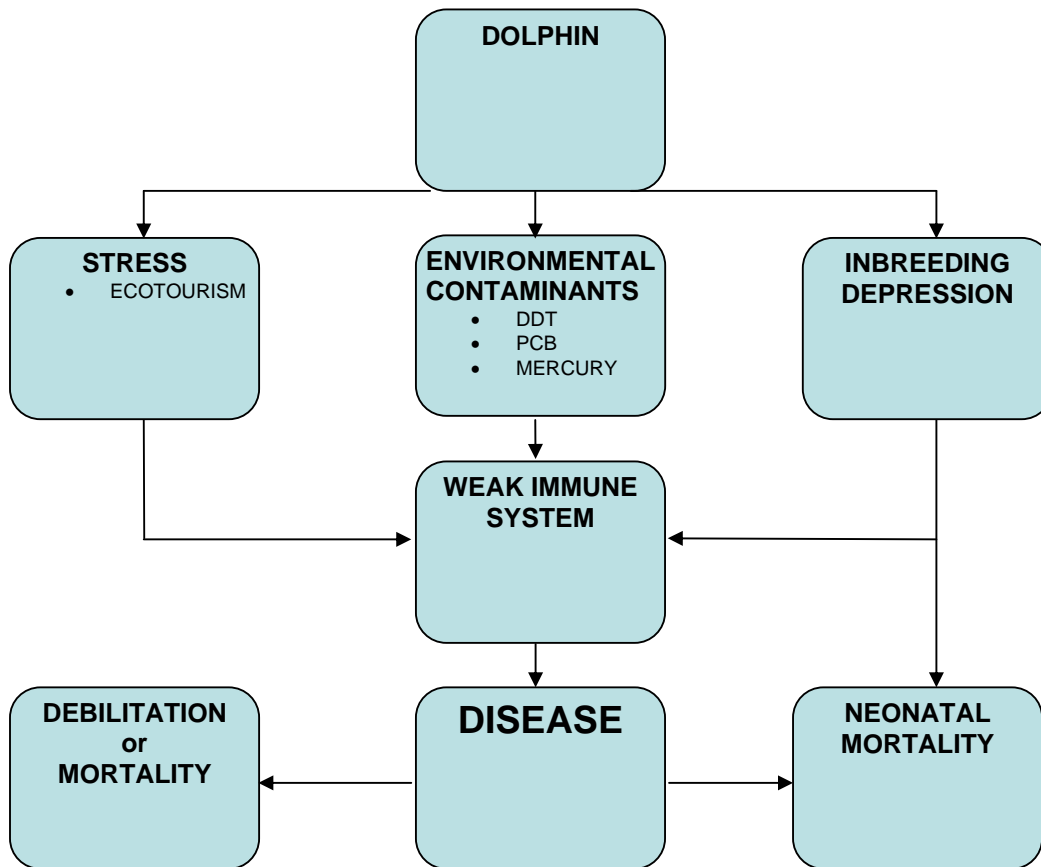 DOLPHIN
STRESS
• ECOTOURISM
ENVIRONMENTAL
CONTAMINANTS
• DDT
• PCB
• MERCURY
INBREEDING
DEPRESSION
WEAK IMMUNE
SYSTEM
DEBILITATION
or
MORTALITY
DISEASE
NEONATAL
MORTALITY